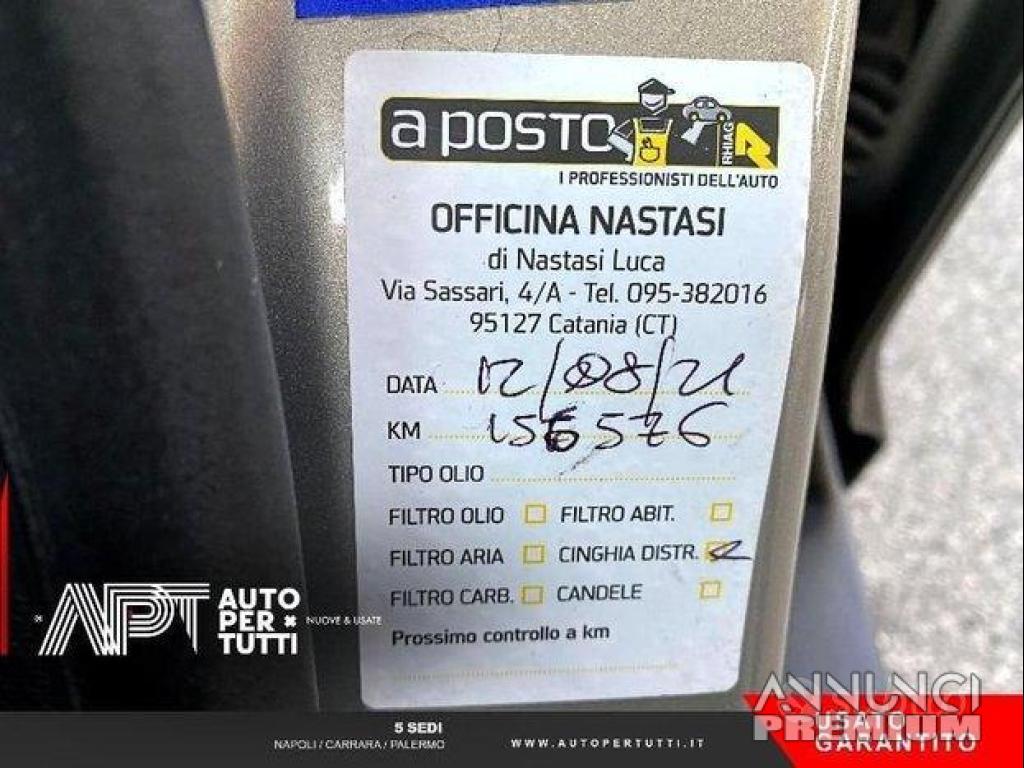 a posto
RHIAG
I PROFESSIONISTI DELL'AUTO
OFFICINA NASTASI
di Nastasi Luca
Via Sassari, 4/A - Tel. 095-382016
95127 Catania (CT)
DATA 12/08/21
KM 156576
TIPO OLIO
FILTRO OLIO FILTRO ABIT.
FILTRO ARIA CINGHIA DISTR.
FILTRO CARB. CANDELE
Prossimo controllo a km
APT AUTO PER TUTTI
NUOVE & USATE
5 SEDI
NAPOLI / CARRARA / PALERMO
WWW.AUTOPERTUTTI.IT
ANNUNCI PREMIUM
USATO
GARANTITO